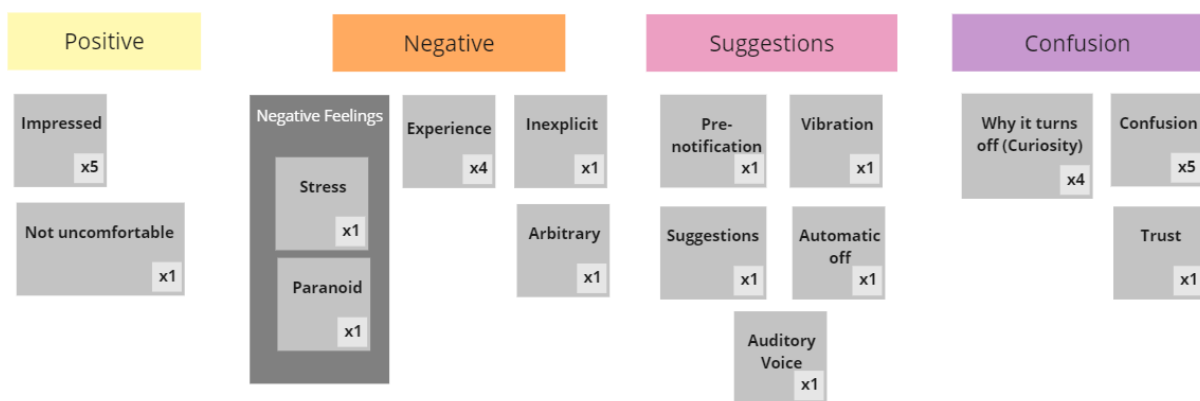 Positive
Impressed
x5
Not uncomfortable
x1
Negative
Negative Feelings
Stress
x1
Paranoid
x1
Experience
x4
Inexplicit
x1
Arbitrary
x1
Suggestions
Pre-
notification
x1
Vibration
x1
Suggestions
x1
Automatic
off
x1
Auditory
Voice
x1
Confusion
Why it turns
off (Curiosity)
x4
Confusion
x5
Trust
x1